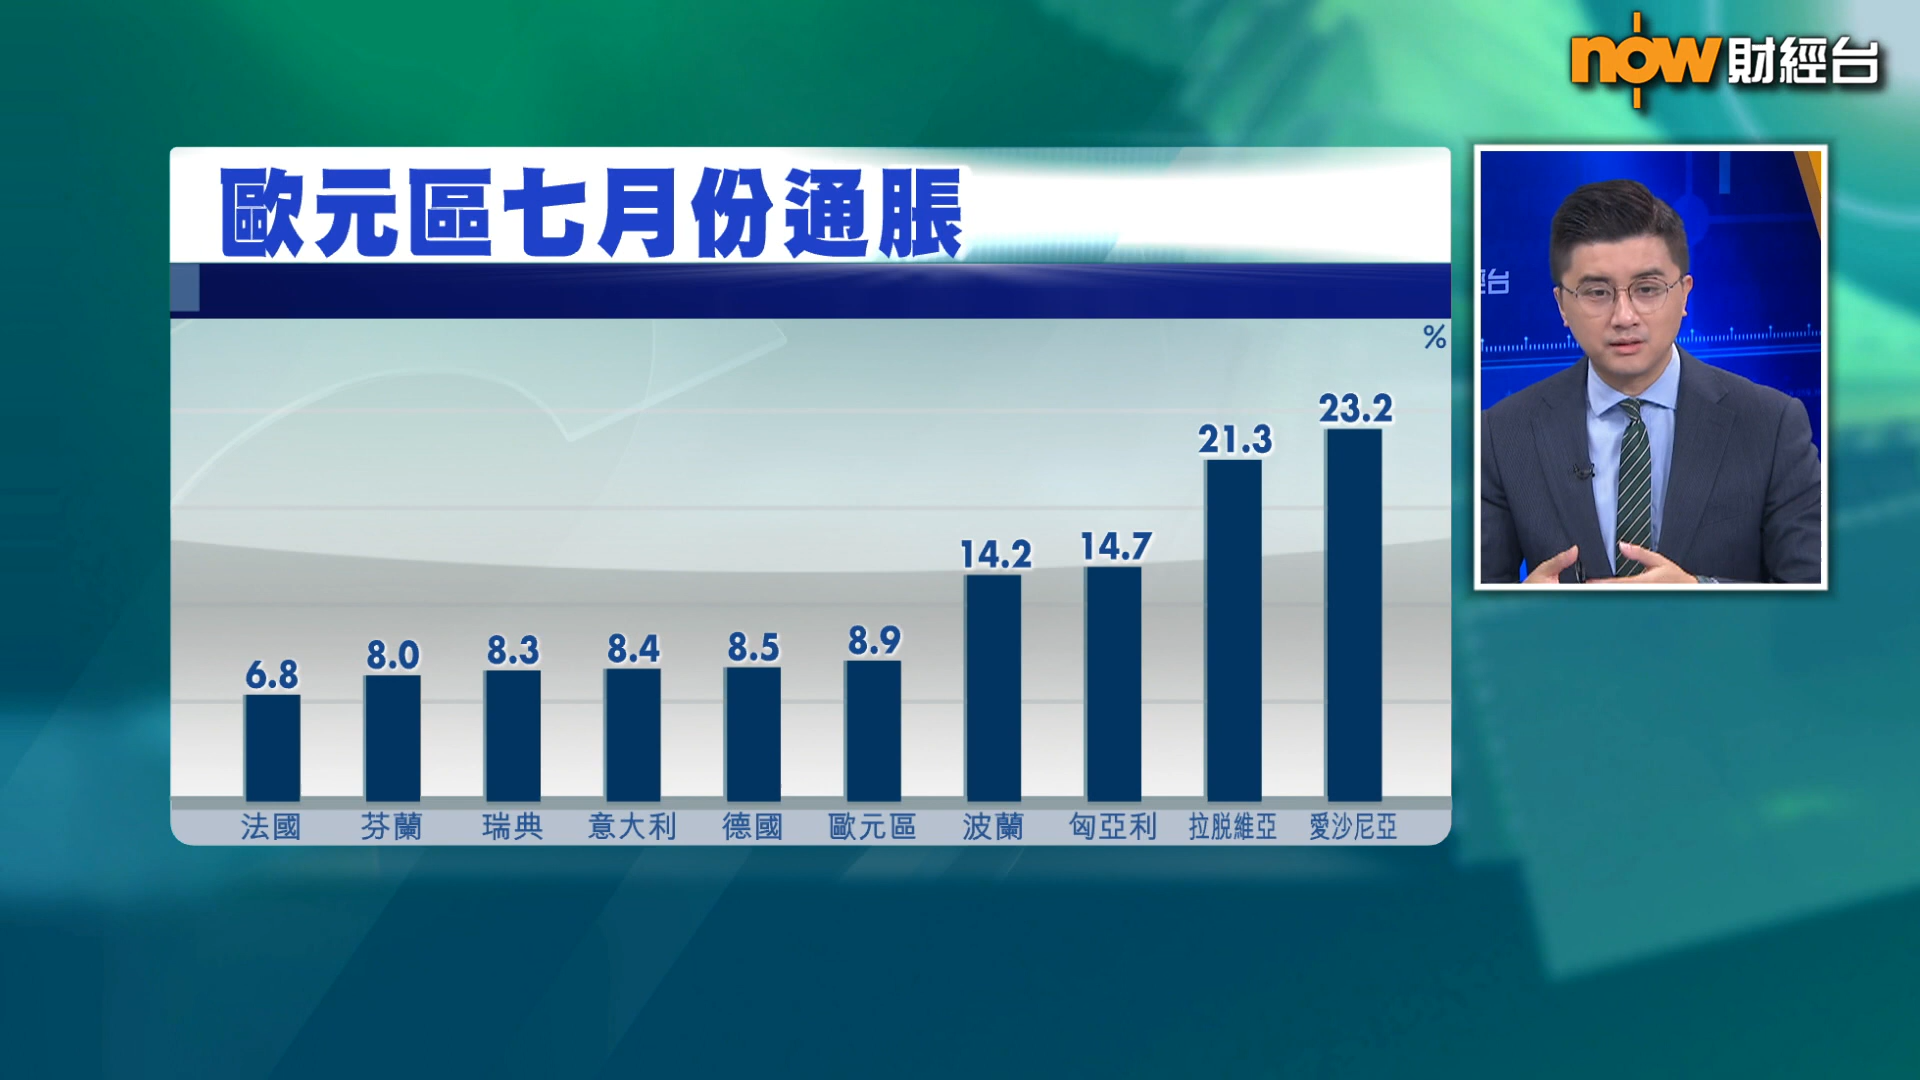 now財經台
歐元區七月份通脹
%
6.8 8.0 8.3 8.4 8.5 8.9 14.2 14.7 21.3 23.2
法國 芬蘭 瑞典 意大利 德國 歐元區 波蘭 匈亞利 拉脱維亞 愛沙尼亞
台